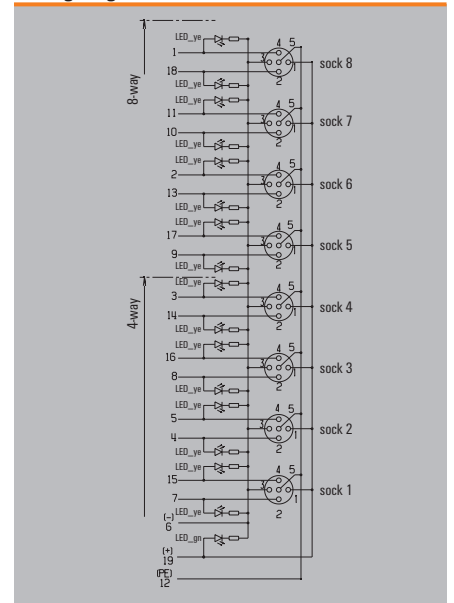 LED_ye
4 5
1
3 1 sock 8
18
2
LED_ye
8-way
LED_ye
4 5
11
3 1 sock 7
10
2
LED_ye
LED_ye
4 5
2
3 1 sock 6
13
2
LED_ye
LED_ye
4 5
17
3 1 sock 5
9
2
LED_ye
LED_ye
4 5
3
3 1 sock 4
4-way
14
2
LED_ye
LED_ye
4 5
16
3 1 sock 3
8
2
LED_ye
LED_ye
4 5
5
3 1 sock 2
4
2
LED_ye
LED_ye
4 5
15
3 1 sock 1
7
2
LED_ye
(-)
6
LED_gn
(+)
19
(PE)
12